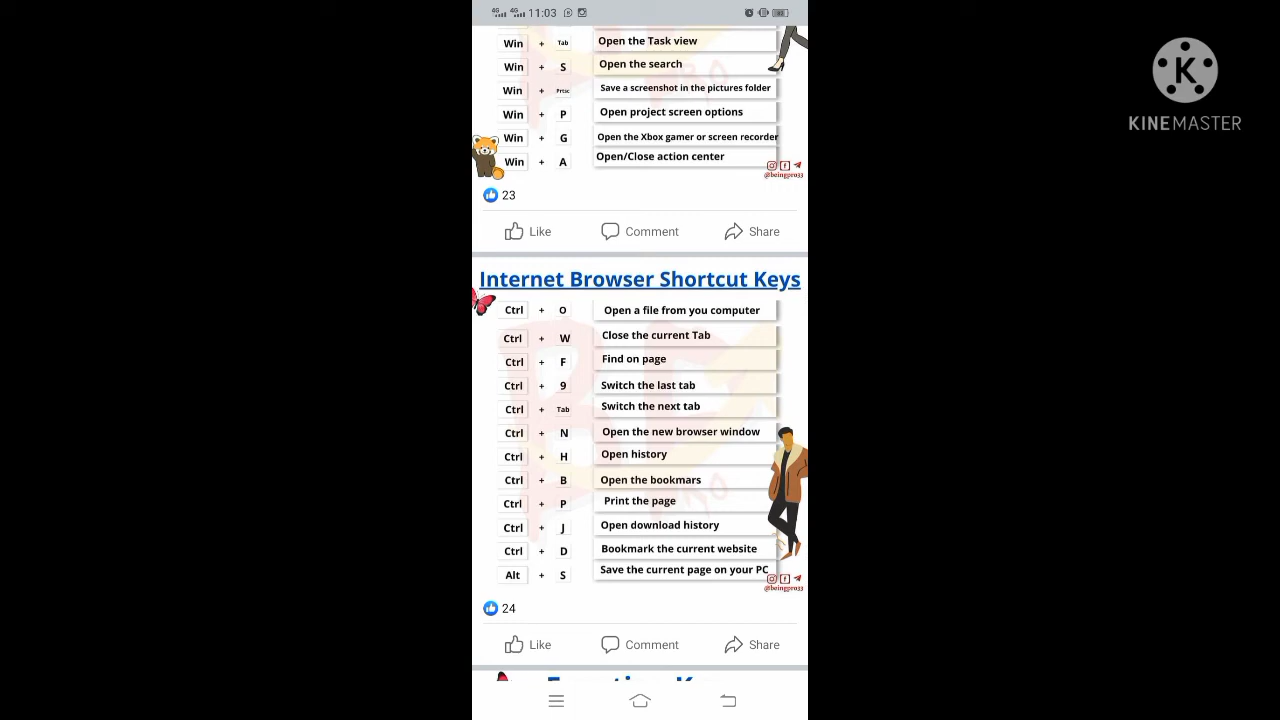 4G 4G 11:03
Win + Tab Open the Task view
Win + S Open the search
Win + Prtsc Save a screenshot in the pictures folder
Win + P Open project screen options
Win + G Open the Xbox gamer or screen recorder
Win + A Open/Close action center
@beingpro33
23
Like Comment Share
Internet Browser Shortcut Keys
Ctrl + O Open a file from you computer
Ctrl + W Close the current Tab
Ctrl + F Find on page
Ctrl + 9 Switch the last tab
Ctrl + Tab Switch the next tab
Ctrl + N Open the new browser window
Ctrl + H Open history
Ctrl + B Open the bookmars
Ctrl + P Print the page
Ctrl + J Open download history
Ctrl + D Bookmark the current website
Alt + S Save the current page on your PC
@beingpro33
24
Like Comment Share
K
KINEMASTER